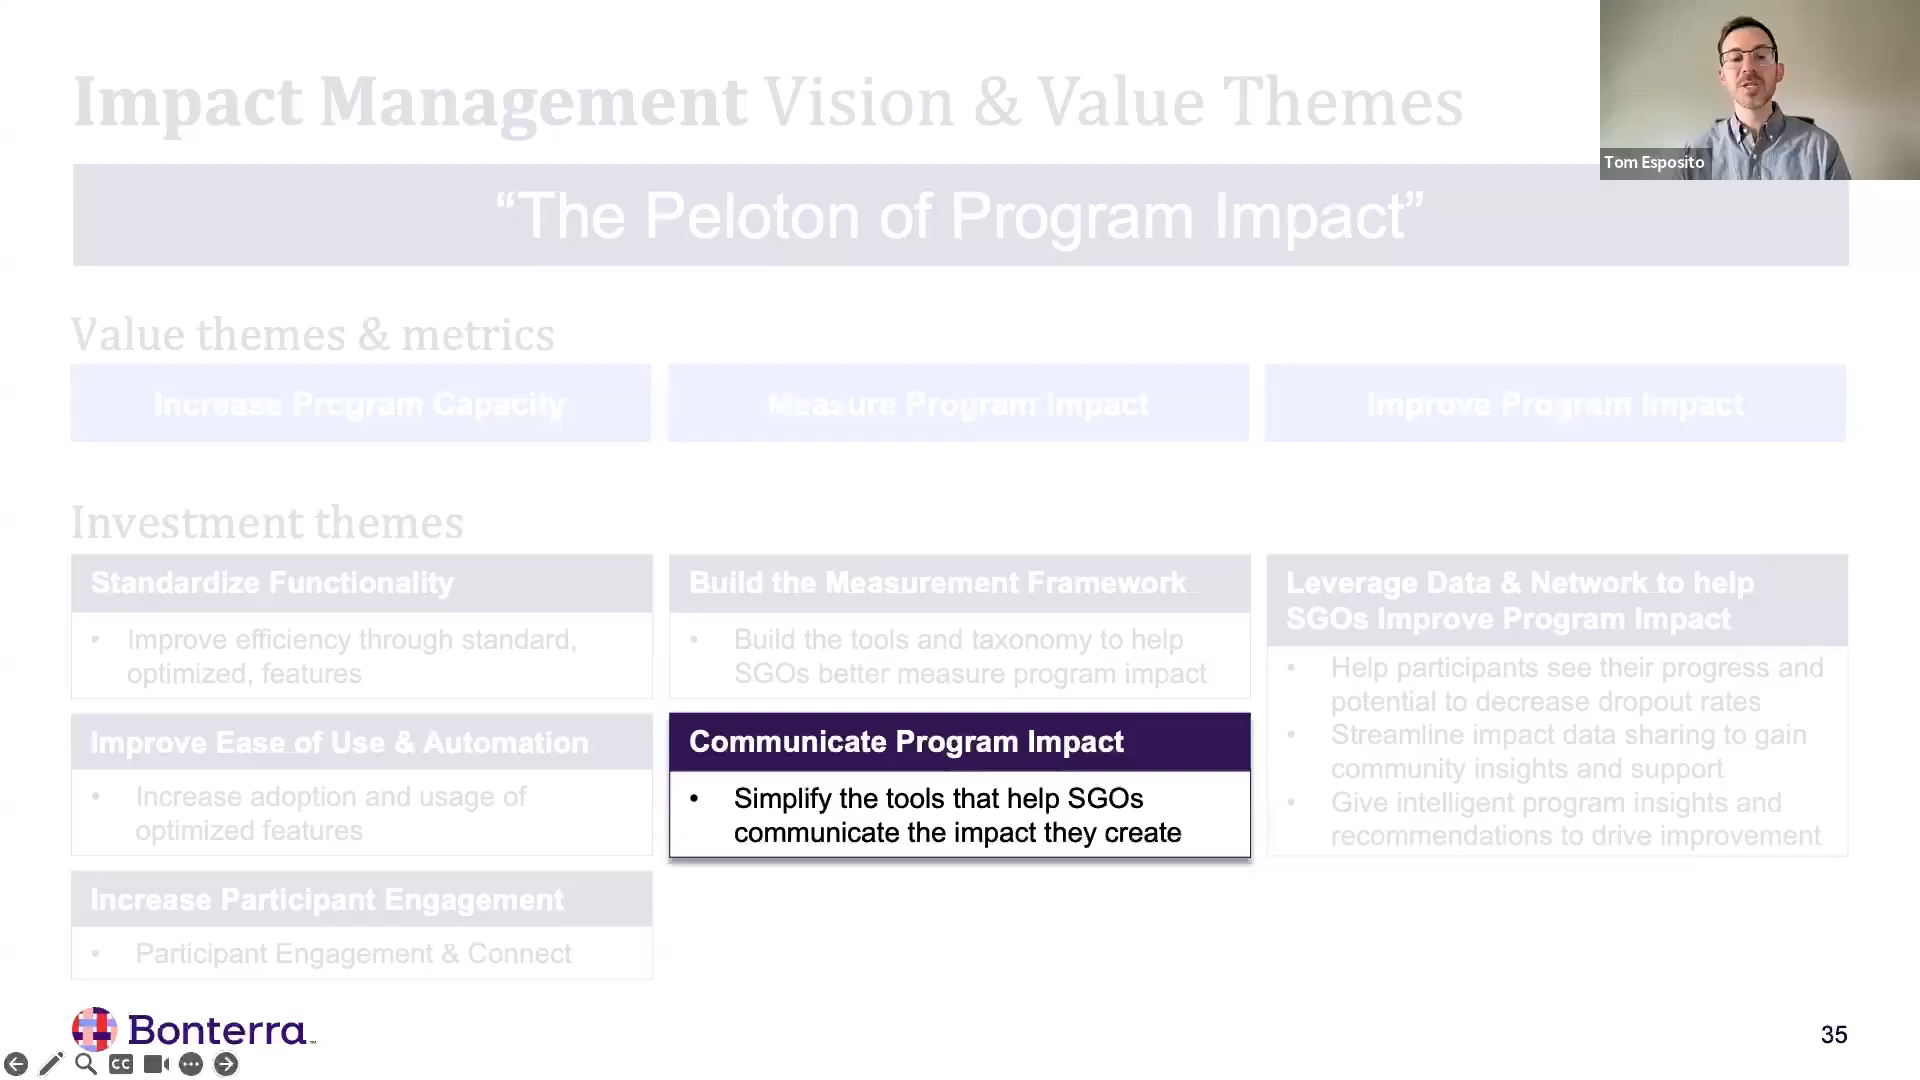 Impact Management Vision & Value Themes
Tom Esposito
“The Peloton of Program Impact”
Value themes & metrics
Increase Program Capacity
Measure Program Impact
Improve Program Impact
Investment themes
Standardize Functionality
• Improve efficiency through standard,
optimized, features
Improve Ease of Use & Automation
• Increase adoption and usage of
optimized features
Increase Participant Engagement
• Participant Engagement & Connect
Build the Measurement Framework
• Build the tools and taxonomy to help
SGOs better measure program impact
Communicate Program Impact
• Simplify the tools that help SGOs
communicate the impact they create
Leverage Data & Network to help
SGOs Improve Program Impact
• Help participants see their progress and
potential to decrease dropout rates
• Streamline impact data sharing to gain
community insights and support
• Give intelligent program insights and
recommendations to drive improvement
Bonterra™
35
CC